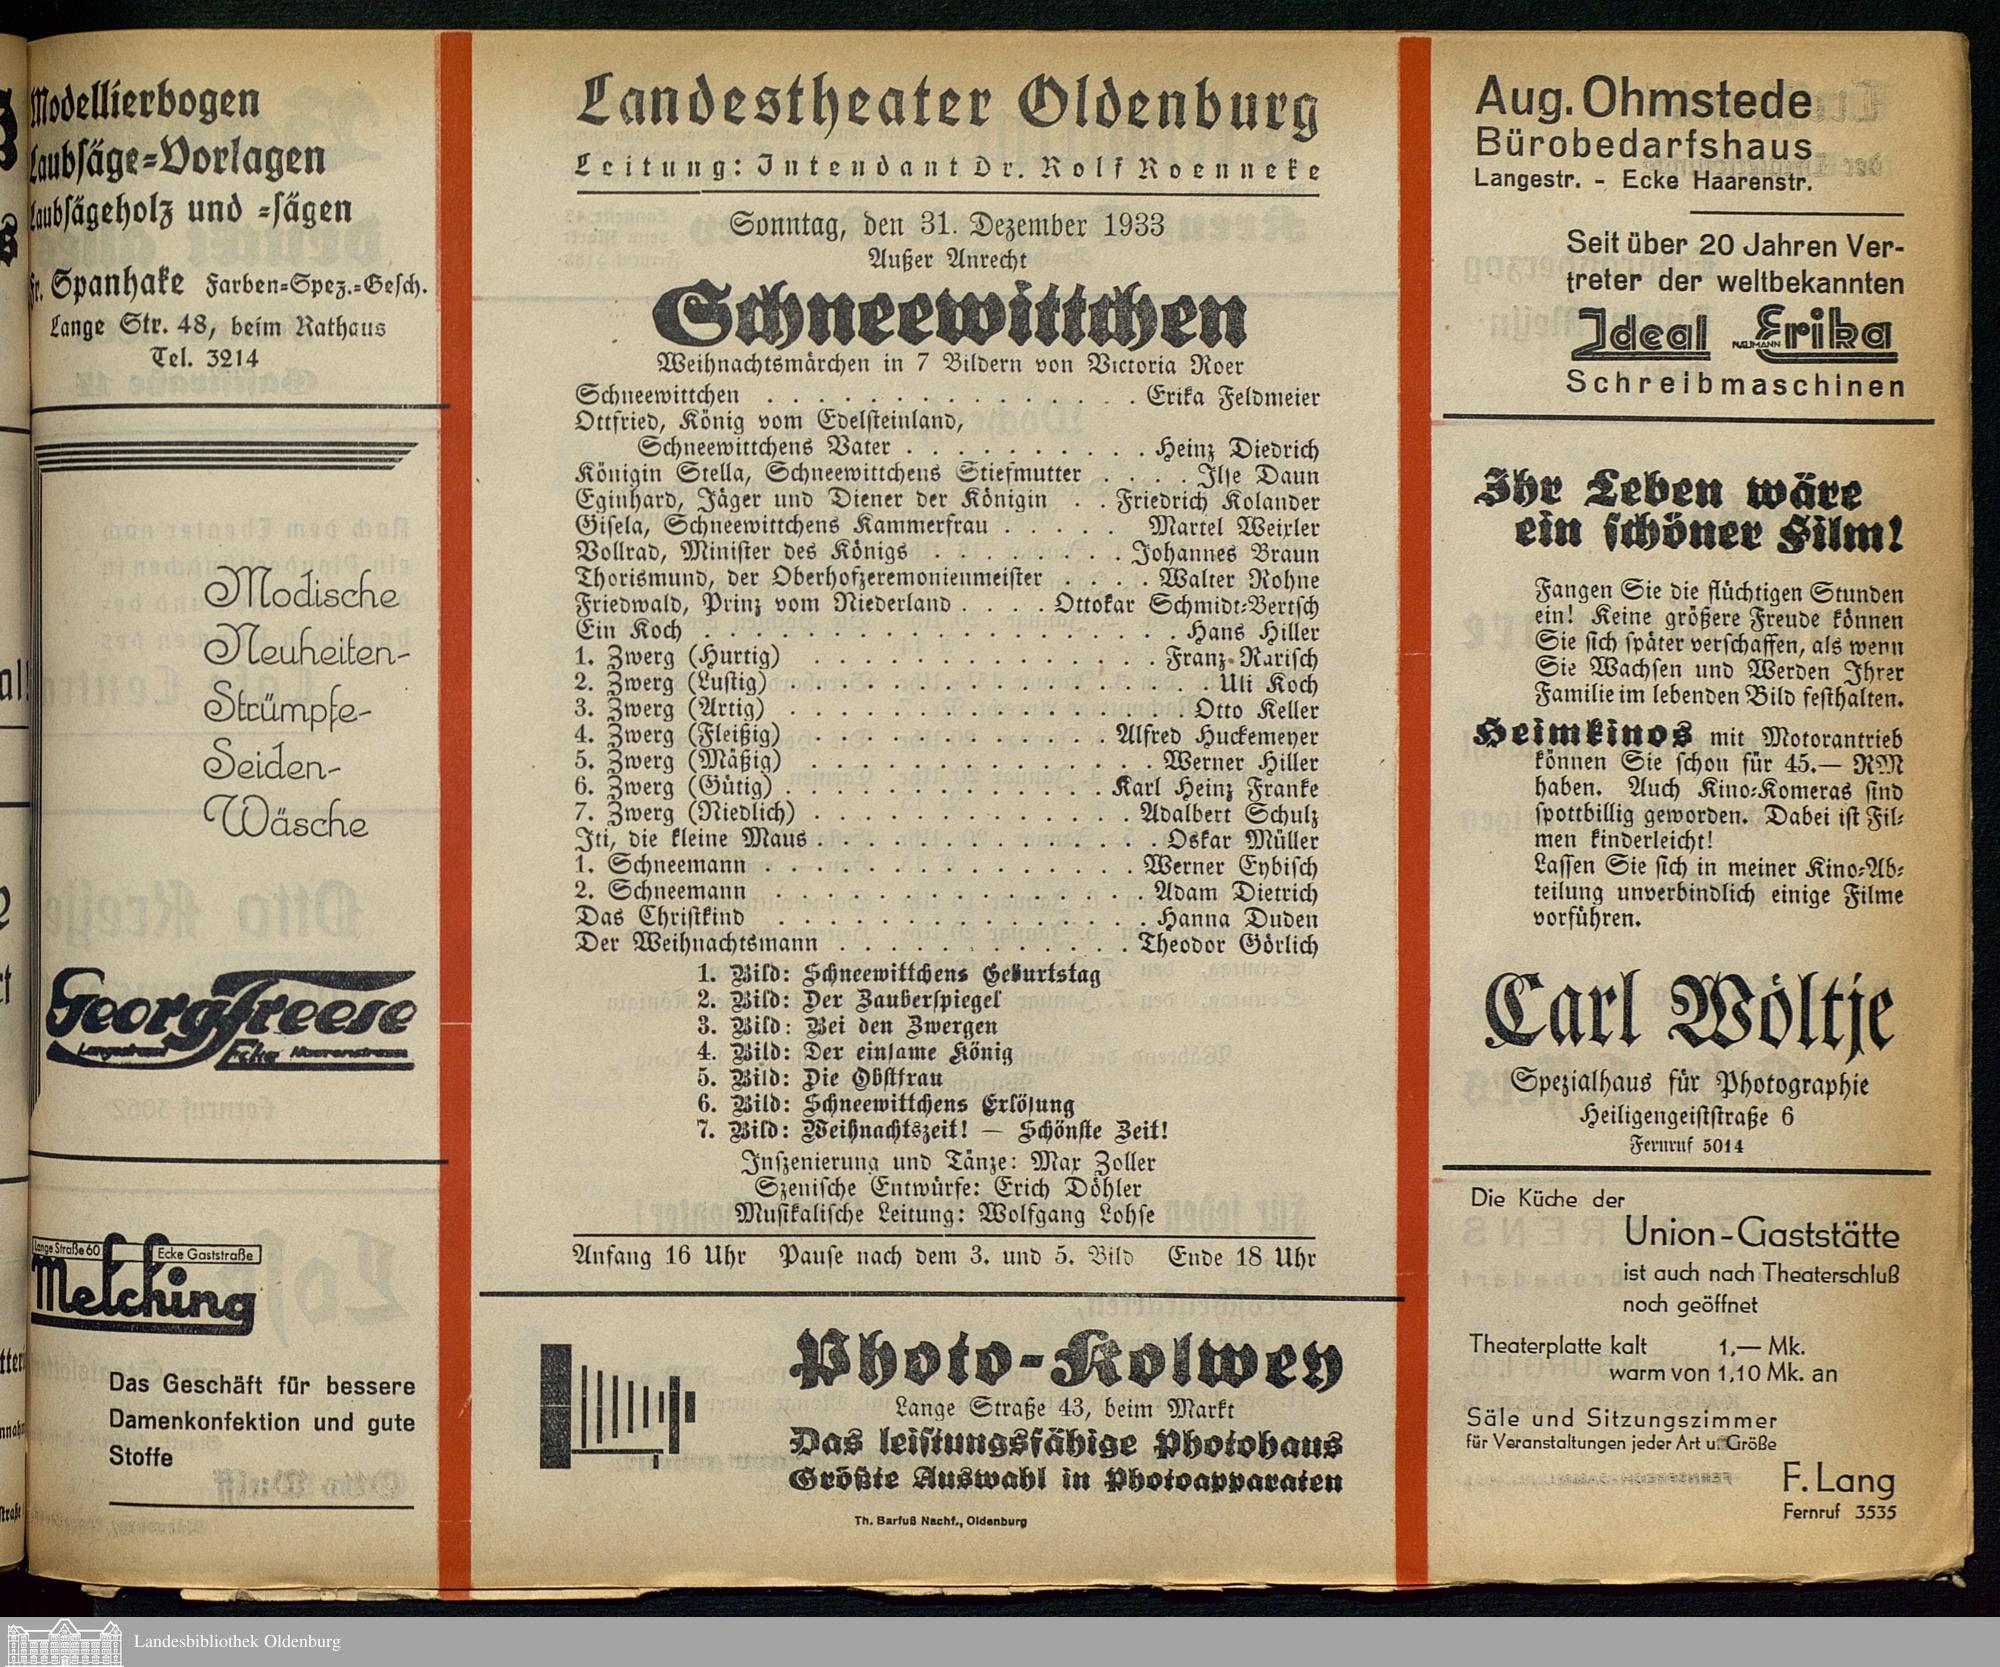 Modellierbogen
Laubsäge=Vorlagen
Laubsägeholz und =sägen
Fr. Spanhake Farben=Spez.=Gesch.
Lange Str. 48, beim Rathaus
Tel. 3214
Modische
Neuheiten-
Strümpfe-
Seiden-
Wäsche
Georg Freese
Langestrasse Ecke Haarenstrasse
Lange Straße 60 Ecke Gaststraße
Melching
Das Geschäft für bessere
Damenkonfektion und gute
Stoffe
Landestheater Oldenburg
Leitung: Intendant Dr. Rolf Roenneke
Sonntag, den 31. Dezember 1933
Außer Anrecht
Schneewittchen
Weihnachtsmärchen in 7 Bildern von Victoria Roer
Schneewittchen . . . . . . . . . . . . . . . Erika Feldmeier
Ottfried, König vom Edelsteinland,
Schneewittchens Vater . . . . . . . . . . Heinz Diedrich
Königin Stella, Schneewittchens Stiefmutter . . . . Ilse Daun
Eginhard, Jäger und Diener der Königin . . Friedrich Kolander
Gisela, Schneewittchens Kammerfrau . . . . . Martel Weixler
Vollrad, Minister des Königs . . . . . . . . Johannes Braun
Thorismund, der Oberhofzeremonienmeister . . . . Walter Rohne
Friedwald, Prinz vom Niederland . . . . Ottokar Schmidt=Bertsch
Ein Koch . . . . . . . . . . . . . . . . . . Hans Hiller
1. Zwerg (Hurtig) . . . . . . . . . . . . . . Franz Rarisch
2. Zwerg (Lustig) . . . . . . . . . . . . . . . . Uli Koch
3. Zwerg (Artig) . . . . . . . . . . . . . . . Otto Keller
4. Zwerg (Fleißig) . . . . . . . . . . . . Alfred Huckemeyer
5. Zwerg (Mäßig) . . . . . . . . . . . . . . Werner Hiller
6. Zwerg (Gütig) . . . . . . . . . . . . . Karl Heinz Franke
7. Zwerg (Niedlich) . . . . . . . . . . . . . Adalbert Schulz
Iti, die kleine Maus . . . . . . . . . . . . . . Oskar Müller
1. Schneemann . . . . . . . . . . . . . . Werner Eybisch
2. Schneemann . . . . . . . . . . . . . . . Adam Dietrich
Das Christkind . . . . . . . . . . . . . . . Hanna Duden
Der Weihnachtsmann . . . . . . . . . . . . Theodor Görlich
1. Bild: Schneewittchens Geburtstag
2. Bild: Der Zauberspiegel
3. Bild: Bei den Zwergen
4. Bild: Der einsame König
5. Bild: Die Obstfrau
6. Bild: Schneewittchens Erlösung
7. Bild: Weihnachtszeit! — Schönste Zeit!
Inszenierung und Tänze: Max Zoller
Szenische Entwürfe: Erich Döhler
Musikalische Leitung: Wolfgang Lohse
Anfang 16 Uhr Pause nach dem 3. und 5. Bild Ende 18 Uhr
Photo-Kolwey
Lange Straße 43, beim Markt
Das leistungsfähige Photohaus
Größte Auswahl in Photoapparaten
Th. Barfuß Nachf., Oldenburg
Aug. Ohmstede
Bürobedarfshaus
Langestr. - Ecke Haarenstr.
Seit über 20 Jahren Ver-
treter der weltbekannten
Ideal NAUMANN Erika
Schreibmaschinen
Ihr Leben wäre
ein schöner Film!
Fangen Sie die flüchtigen Stunden
ein! Keine größere Freude können
Sie sich später verschaffen, als wenn
Sie Wachsen und Werden Ihrer
Familie im lebenden Bild festhalten.
Heimkinos mit Motorantrieb
können Sie schon für 45.— RM
haben. Auch Kino=Komeras sind
spottbillig geworden. Dabei ist Fil=
men kinderleicht!
Lassen Sie sich in meiner Kino=Ab=
teilung unverbindlich einige Filme
vorführen.
Carl Wöltje
Spezialhaus für Photographie
Heiligengeiststraße 6
Fernruf 5014
Die Küche der
Union-Gaststätte
ist auch nach Theaterschluß
noch geöffnet
Theaterplatte kalt 1,— Mk.
warm von 1,10 Mk. an
Säle und Sitzungszimmer
für Veranstaltungen jeder Art u. Größe
F. Lang
Fernruf 3535
Landesbibliothek Oldenburg